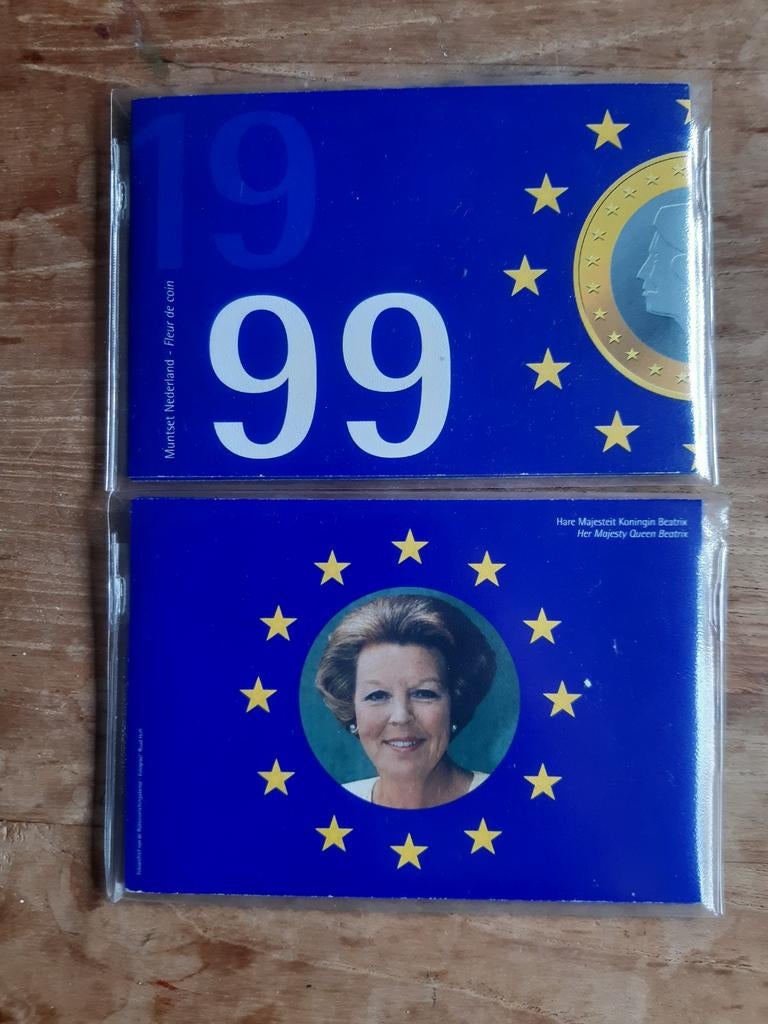 19
99
Muntset Nederland - Fleur de coin
Hare Majesteit Koningin Beatrix
Her Majesty Queen Beatrix